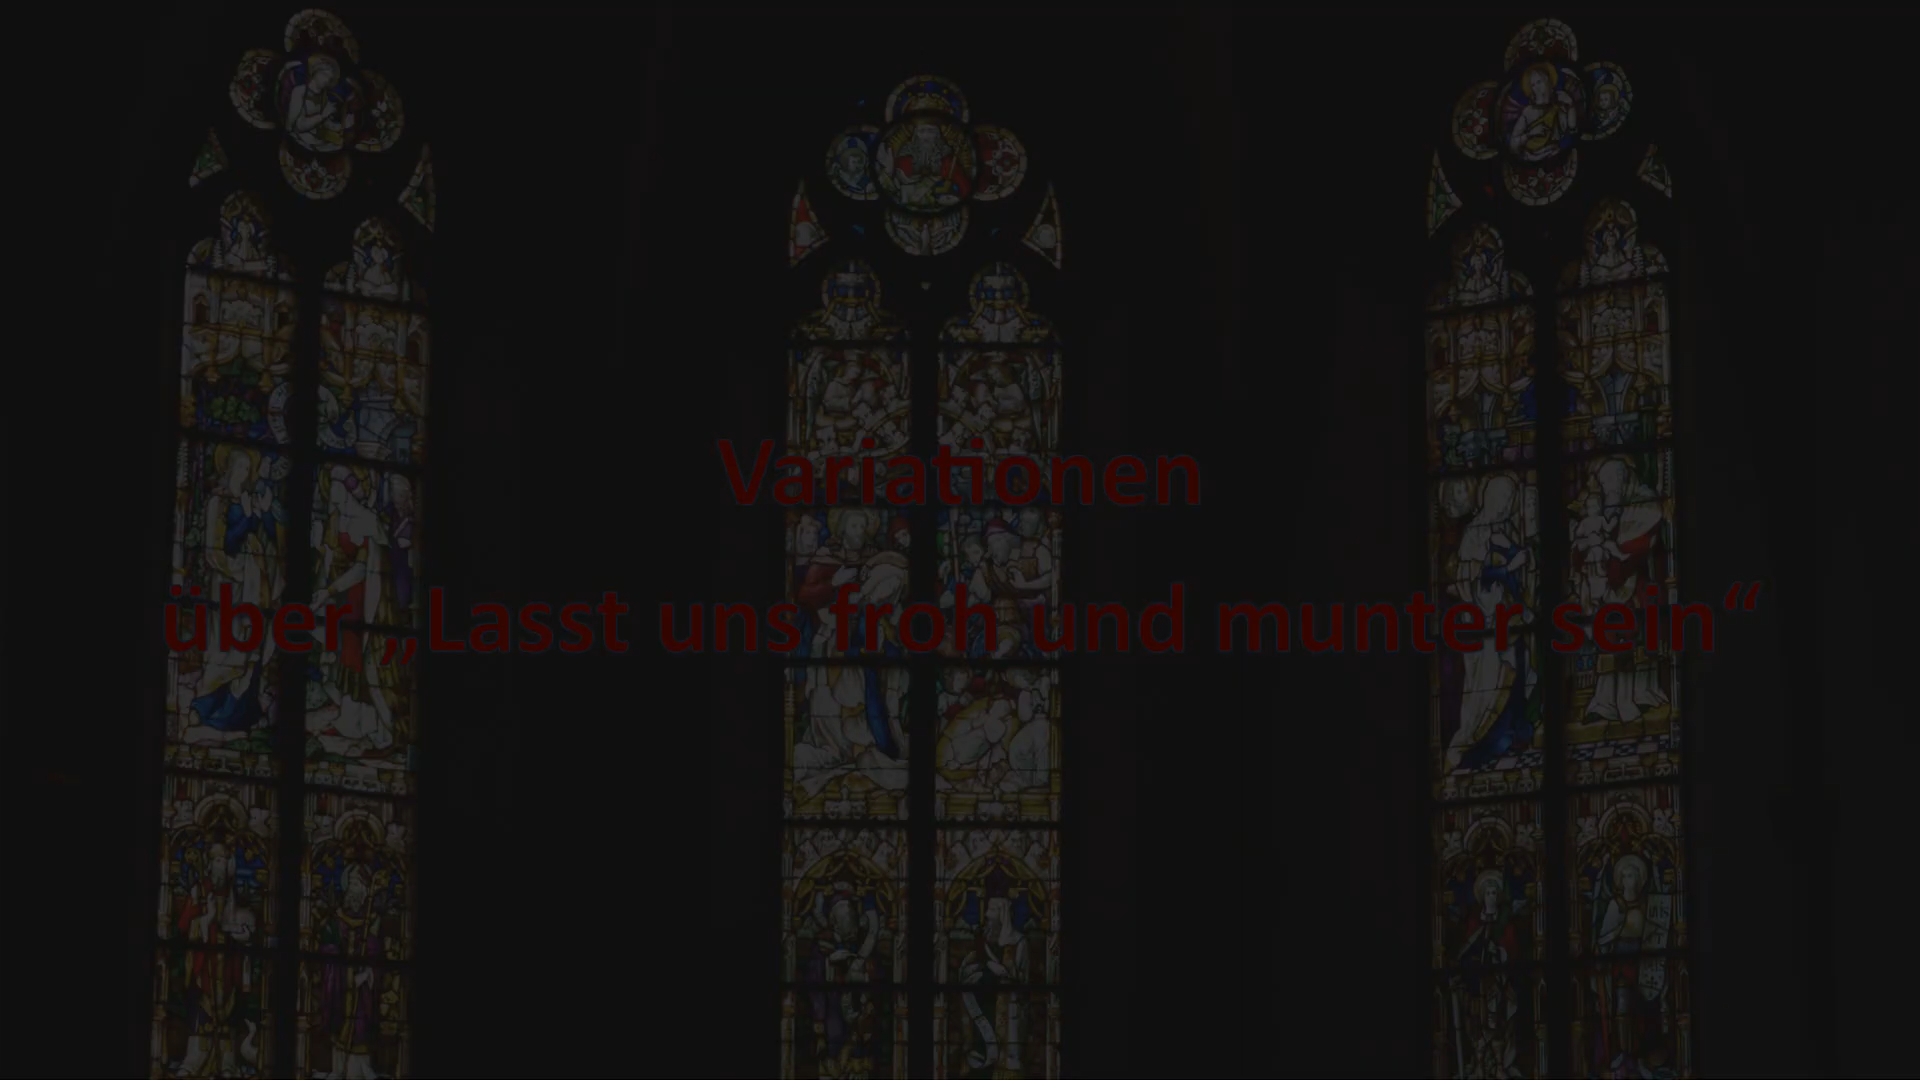 Variationen
über „Lasst uns froh und munter sein“